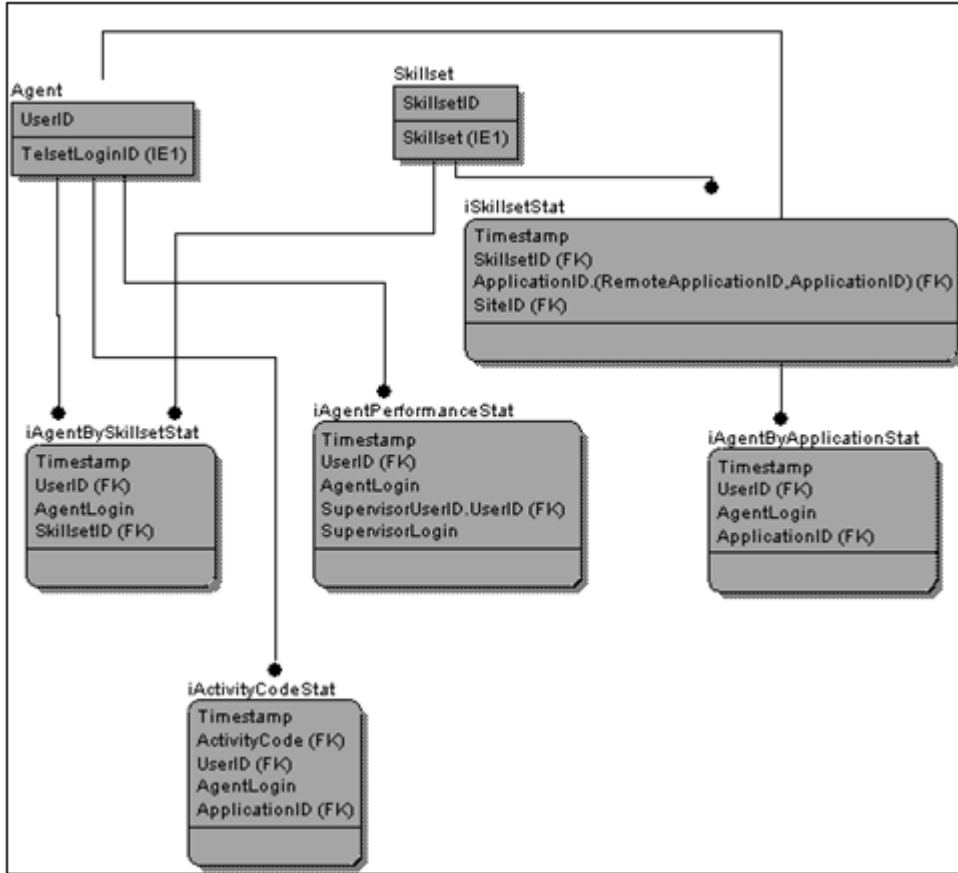 Agent
UserID
TelsetLoginID (IE1)
Skillset
SkillsetID
Skillset (IE1)
iSkillsetStat
Timestamp
SkillsetID (FK)
ApplicationID.(RemoteApplicationID,ApplicationID) (FK)
SiteID (FK)
iAgentBySkillsetStat
Timestamp
UserID (FK)
AgentLogin
SkillsetID (FK)
iAgentPerformanceStat
Timestamp
UserID (FK)
AgentLogin
SupervisorUserID.UserID (FK)
SupervisorLogin
iAgentByApplicationStat
Timestamp
UserID (FK)
AgentLogin
ApplicationID (FK)
iActivityCodeStat
Timestamp
ActivityCode (FK)
UserID (FK)
AgentLogin
ApplicationID (FK)